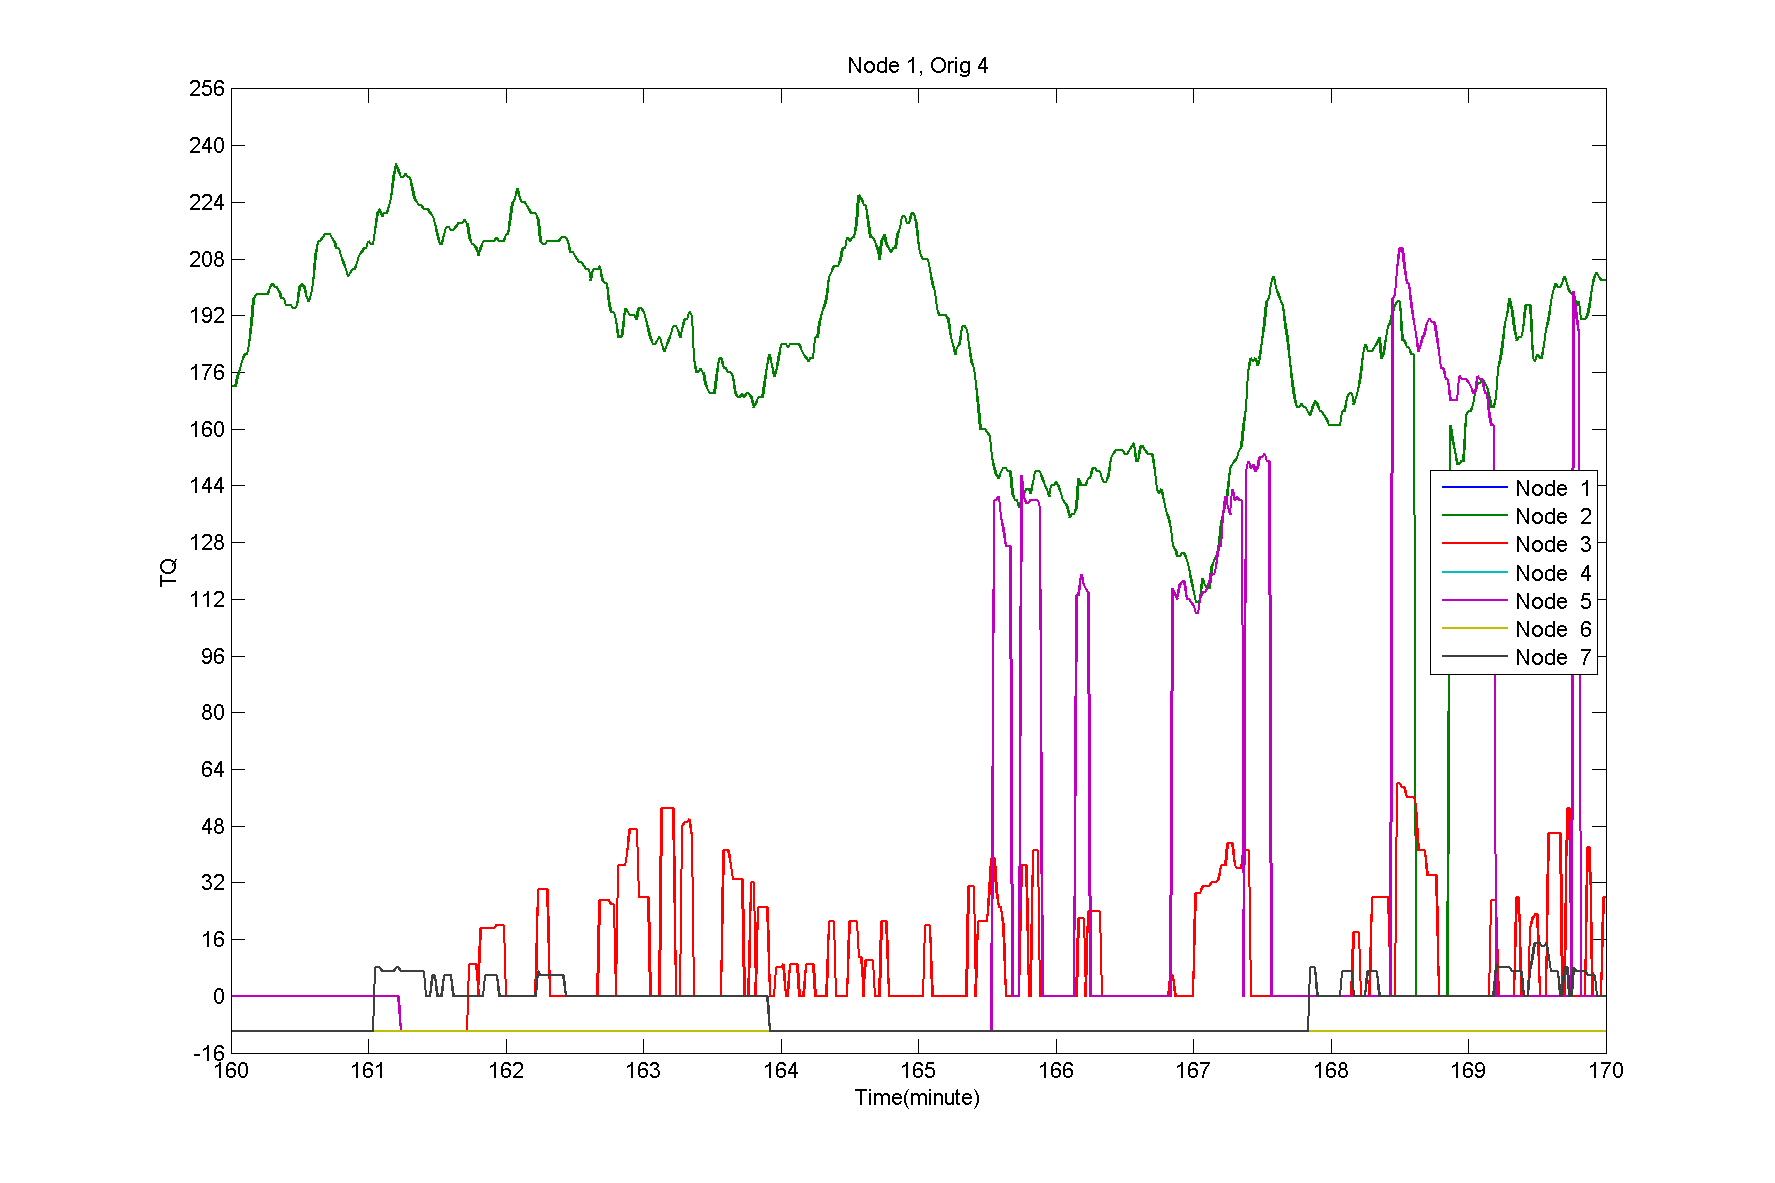 Node 1, Orig 4
256
240
224
208
192
176
160
144
128
112
96
80
64
48
32
16
0
-16
TQ
Node 1
Node 2
Node 3
Node 4
Node 5
Node 6
Node 7
160 161 162 163 164 165 166 167 168 169 170
Time(minute)